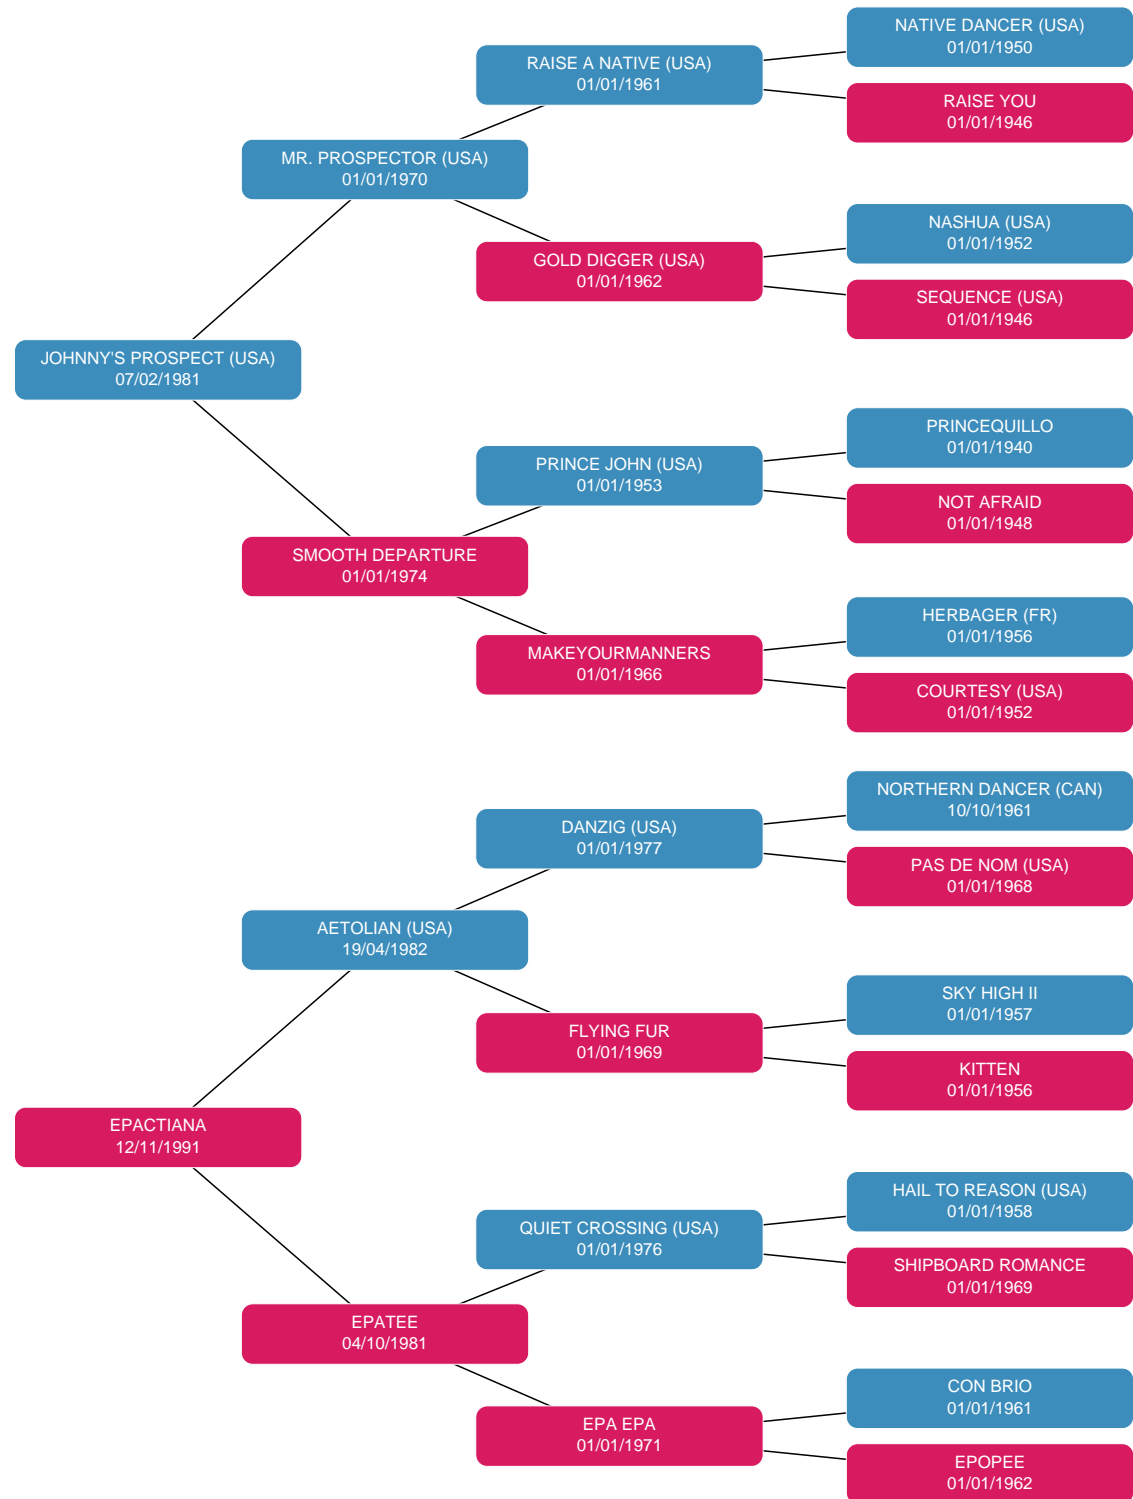 NATIVE DANCER (USA)
01/01/1950
RAISE A NATIVE (USA)
01/01/1961
RAISE YOU
01/01/1946
MR. PROSPECTOR (USA)
01/01/1970
NASHUA (USA)
01/01/1952
GOLD DIGGER (USA)
01/01/1962
SEQUENCE (USA)
01/01/1946
JOHNNY'S PROSPECT (USA)
07/02/1981
PRINCEQUILLO
01/01/1940
PRINCE JOHN (USA)
01/01/1953
NOT AFRAID
01/01/1948
SMOOTH DEPARTURE
01/01/1974
HERBAGER (FR)
01/01/1956
MAKEYOURMANNERS
01/01/1966
COURTESY (USA)
01/01/1952
NORTHERN DANCER (CAN)
10/10/1961
DANZIG (USA)
01/01/1977
PAS DE NOM (USA)
01/01/1968
AETOLIAN (USA)
19/04/1982
SKY HIGH II
01/01/1957
FLYING FUR
01/01/1969
KITTEN
01/01/1956
EPACTIANA
12/11/1991
HAIL TO REASON (USA)
01/01/1958
QUIET CROSSING (USA)
01/01/1976
SHIPBOARD ROMANCE
01/01/1969
EPATEE
04/10/1981
CON BRIO
01/01/1961
EPA EPA
01/01/1971
EPOPEE
01/01/1962